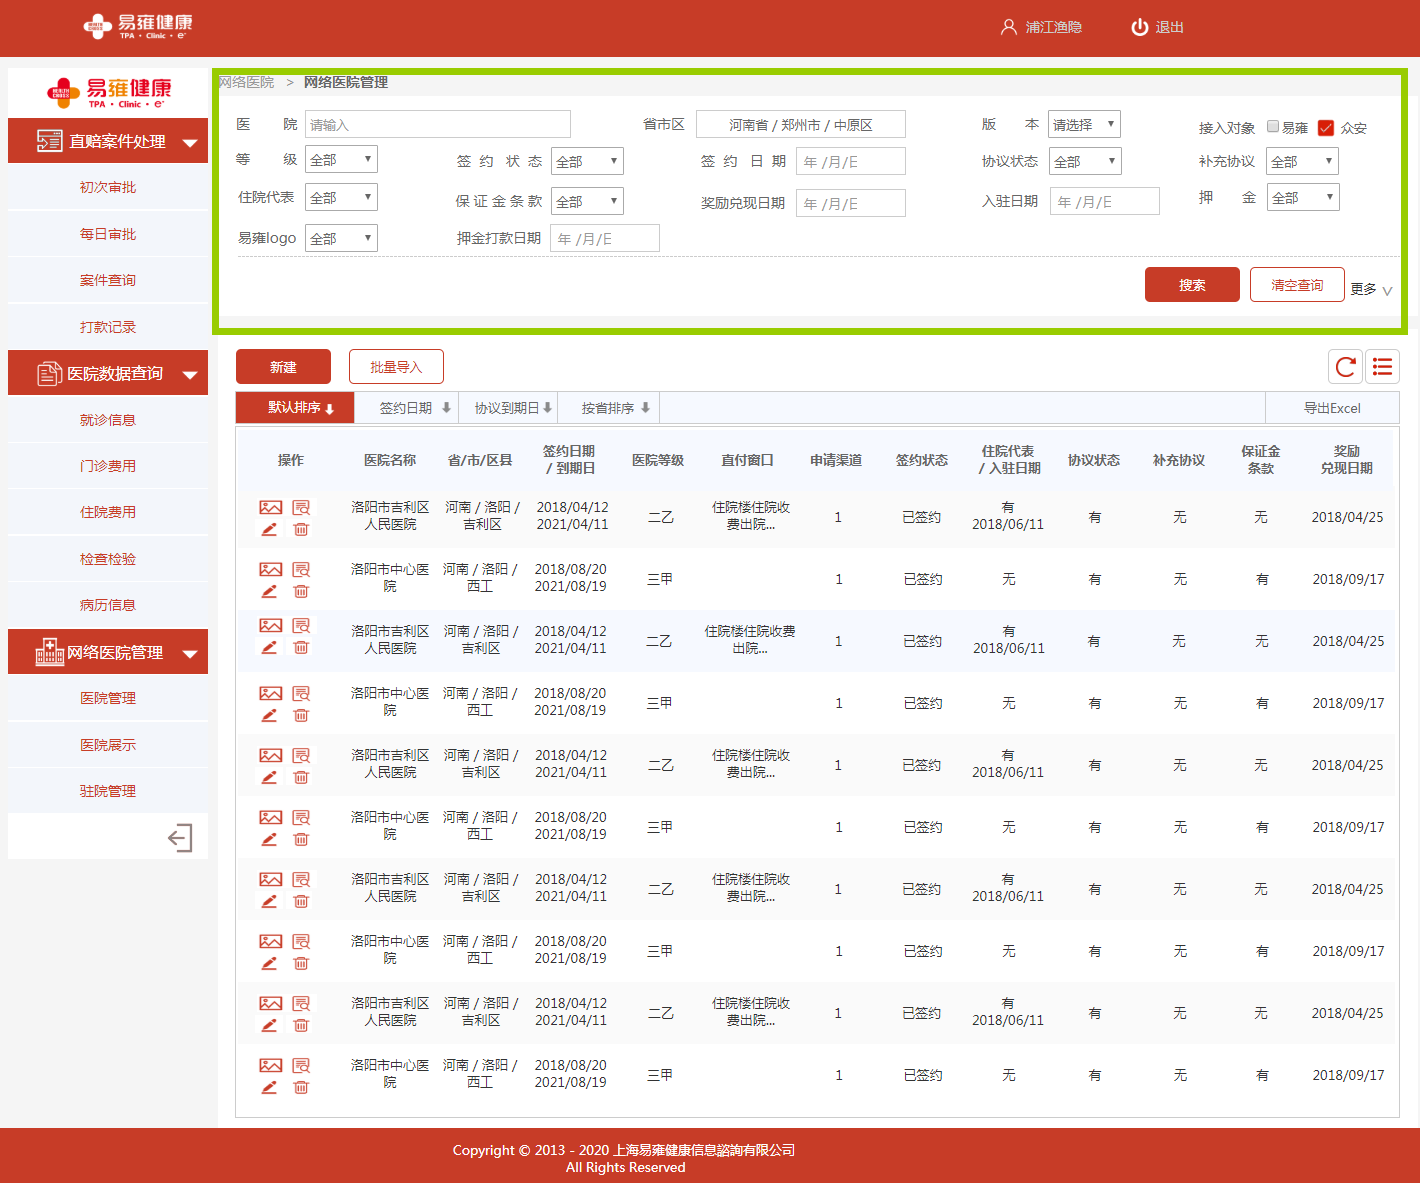 易雍健康
TPA · Clinic · e⁺
浦江渔隐
退出
易雍健康
HEALTH CROSS
TPA · Clinic · e⁺
直赔案件处理
初次审批
每日审批
案件查询
打款记录
医院数据查询
就诊信息
门诊费用
住院费用
检查检验
病历信息
网络医院管理
医院管理
医院展示
驻院管理
网络医院 > 网络医院管理
医 院 请输入 省市区 河南省 / 郑州市 / 中原区 版 本 请选择 接入对象 易雍 众安
等 级 全部 签 约 状 态 全部 签 约 日 期 年 /月/日 协议状态 全部 补充协议 全部
住院代表 全部 保 证 金 条 款 全部 奖励兑现日期 年 /月/日 入驻日期 年 /月/日 押 金 全部
易雍logo 全部 押金打款日期 年 /月/日
搜索 清空查询 更多
新建 批量导入
默认排序 签约日期 协议到期日 按省排序 导出Excel
操作 医院名称 省/市/区县 签约日期 / 到期日 医院等级 直付窗口 申请渠道 签约状态 住院代表 / 入驻日期 协议状态 补充协议 保证金条款 奖励兑现日期
洛阳市吉利区人民医院 河南 / 洛阳 / 吉利区 2018/04/12 2021/04/11 二乙 住院楼住院收费出院... 1 已签约 有 2018/06/11 有 无 无 2018/04/25
洛阳市中心医院 河南 / 洛阳 / 西工 2018/08/20 2021/08/19 三甲 1 已签约 无 有 无 有 2018/09/17
洛阳市吉利区人民医院 河南 / 洛阳 / 吉利区 2018/04/12 2021/04/11 二乙 住院楼住院收费出院... 1 已签约 有 2018/06/11 有 无 无 2018/04/25
洛阳市中心医院 河南 / 洛阳 / 西工 2018/08/20 2021/08/19 三甲 1 已签约 无 有 无 有 2018/09/17
洛阳市吉利区人民医院 河南 / 洛阳 / 吉利区 2018/04/12 2021/04/11 二乙 住院楼住院收费出院... 1 已签约 有 2018/06/11 有 无 无 2018/04/25
洛阳市中心医院 河南 / 洛阳 / 西工 2018/08/20 2021/08/19 三甲 1 已签约 无 有 无 有 2018/09/17
洛阳市吉利区人民医院 河南 / 洛阳 / 吉利区 2018/04/12 2021/04/11 二乙 住院楼住院收费出院... 1 已签约 有 2018/06/11 有 无 无 2018/04/25
洛阳市中心医院 河南 / 洛阳 / 西工 2018/08/20 2021/08/19 三甲 1 已签约 无 有 无 有 2018/09/17
洛阳市吉利区人民医院 河南 / 洛阳 / 吉利区 2018/04/12 2021/04/11 二乙 住院楼住院收费出院... 1 已签约 有 2018/06/11 有 无 无 2018/04/25
洛阳市中心医院 河南 / 洛阳 / 西工 2018/08/20 2021/08/19 三甲 1 已签约 无 有 无 有 2018/09/17
Copyright © 2013 - 2020 上海易雍健康信息諮詢有限公司
All Rights Reserved